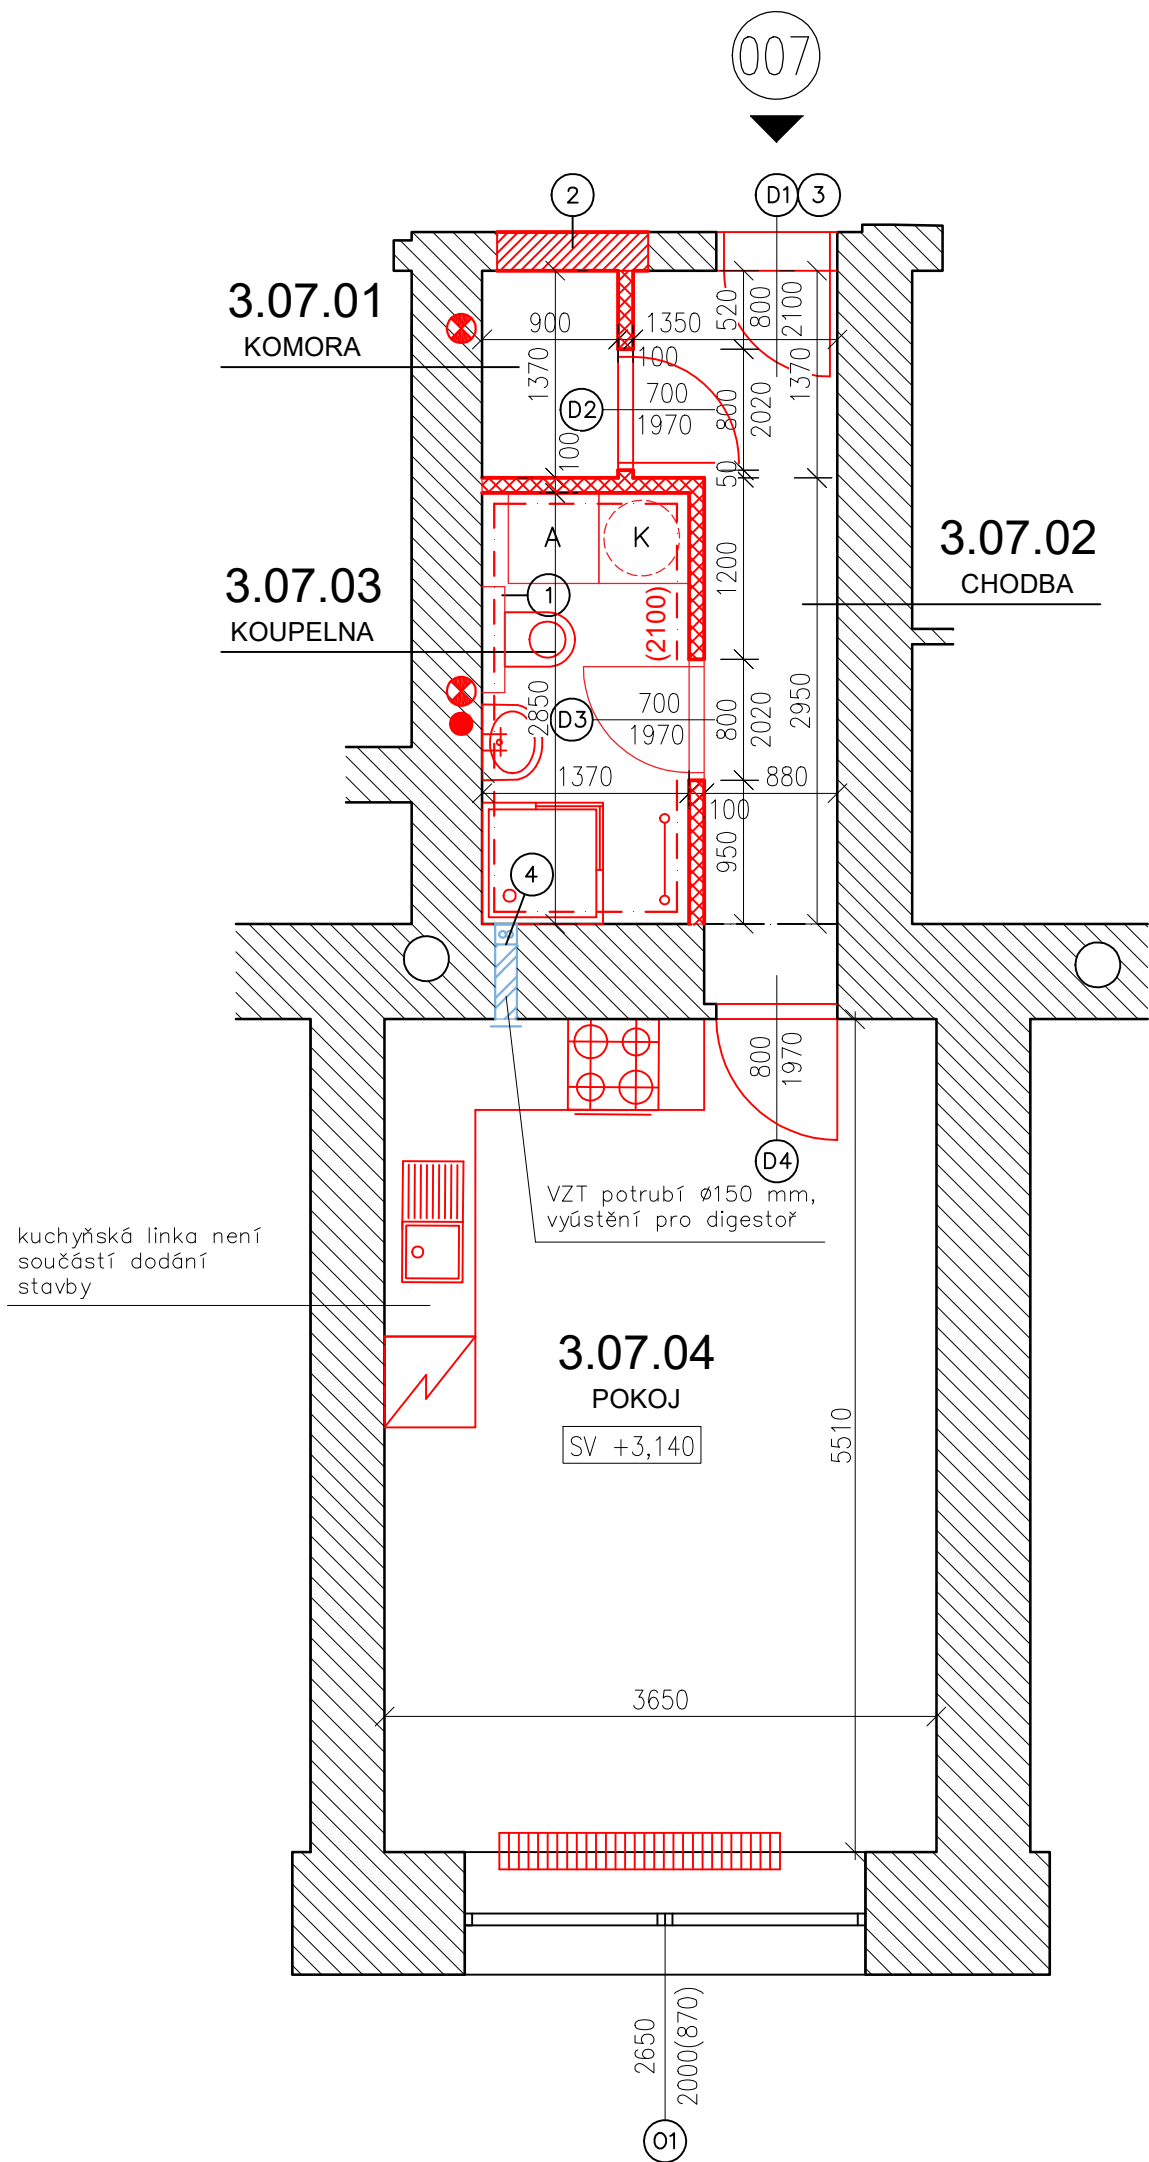 007
2
D1
3
3.07.01
KOMORA
900
1350
520
800
2100
100
1370
1370
D2
700
1970
800
2020
100
50
A
K
3.07.02
CHODBA
3.07.03
KOUPELNA
1
(2100)
1200
2850
D3
700
1970
800
2020
2950
1370
880
100
950
4
8
800
1970
D4
VZT potrubí ø150 mm,
vyústění pro digestoř
kuchyňská linka není
součástí dodání
stavby
3.07.04
POKOJ
SV +3,140
5510
3650
2650
2000(870)
O1